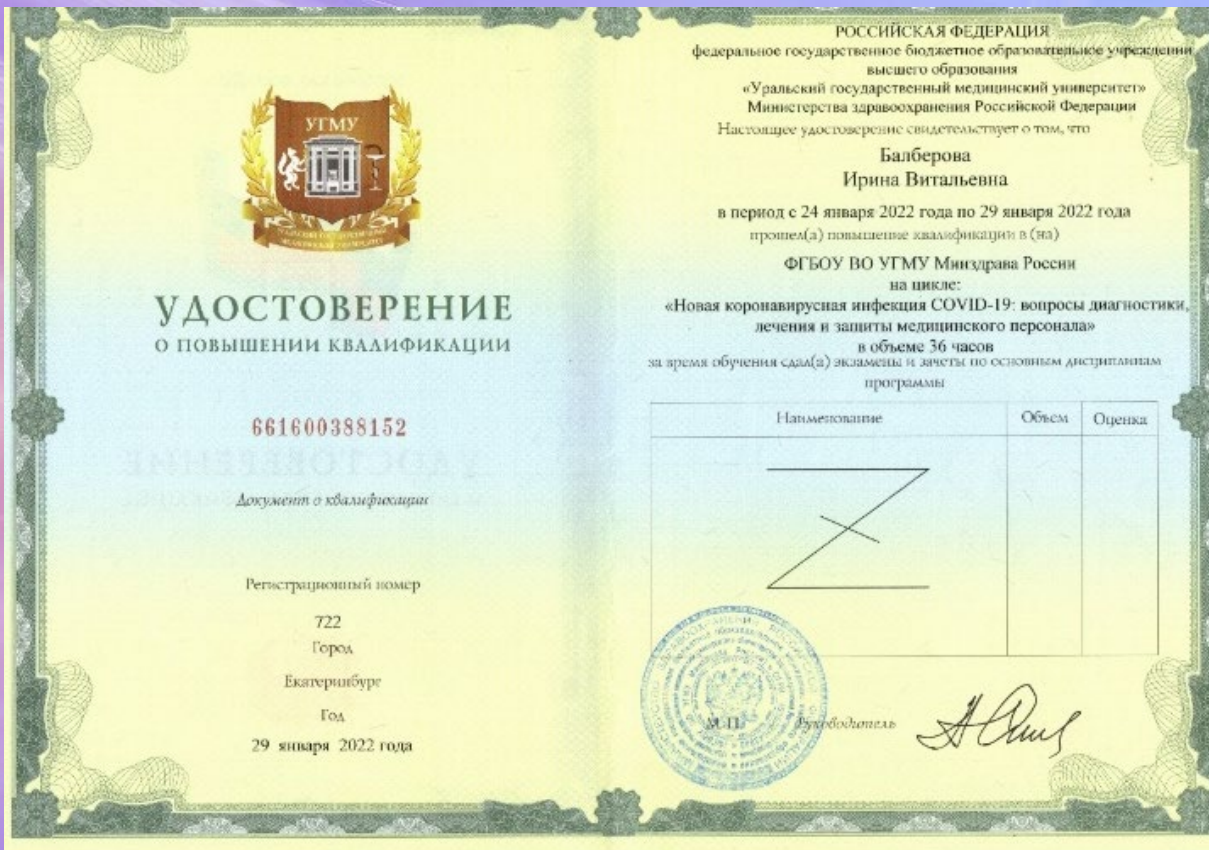 УГМУ
УДОСТОВЕРЕНИЕ
О ПОВЫШЕНИИ КВАЛИФИКАЦИИ
661600388152
Документ о квалификации
Регистрационный номер
722
Город
Екатеринбург
Год
29 января 2022 года
РОССИЙСКАЯ ФЕДЕРАЦИЯ
федеральное государственное бюджетное образовательное учреждении
высшего образования
«Уральский государственный медицинский университет»
Министерства здравоохранения Российской Федерации
Настоящее удостоверение свидетельствует о том, что
Балберова
Ирина Витальевна
в период с 24 января 2022 года по 29 января 2022 года
прошел(а) повышение квалификации в (на)
ФГБОУ ВО УГМУ Минздрава России
на цикле:
«Новая коронавирусная инфекция COVID-19: вопросы диагностики,
лечения и защиты медицинского персонала»
в объеме 36 часов
за время обучения сдал(а) экзамены и зачеты по основным дисциплинам
программы
Наименование Объем Оценка
М.П. Руководитель